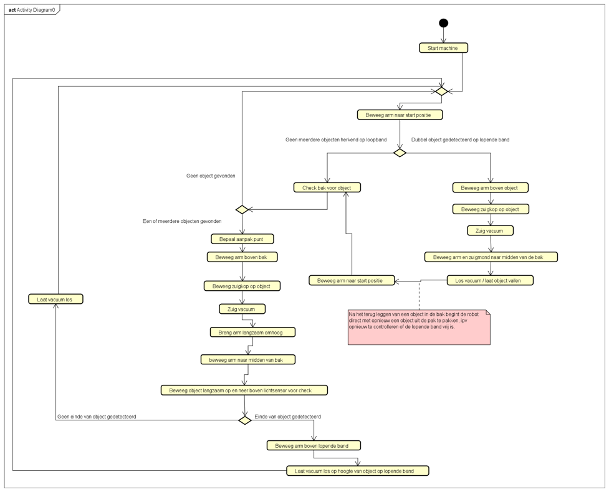 act Activity Diagram0
Start machine
Beweeg arm naar start positie
Geen meerdere objecten herkend op loopband
Dubbel object gedetecteerd op lopende band
Geen object gevonden
Check bak voor object
Beweeg arm boven object
Beweeg zuigkop op object
Zuig vacuum
Een of meerdere objecten gevonden
Bepaal aanpak punt
Beweeg arm boven bak
Beweeg arm en zuigmond naar midden van de bak
Beweeg arm naar start positie
Los vacuum / laat object vallen
Beweeg zuigkop op object
Laat vacuum los
Zuig vacuum
Na het terug leggen van een object in de bak begint de robot
direct met opnieuw een object uit de bak te pakken. ipv
opnieuw te controlleren of de lopende band vrij is.
Breng arm langzaam omhoog
beweeg arm naar midden van bak
Beweeg object langzaam op en neer boven lichtsensor voor check
Geen einde van object gedetecteerd
Einde van object gedetecteerd
Beweeg arm boven lopende band
Laat vacuum los op hoogte van object op lopende band